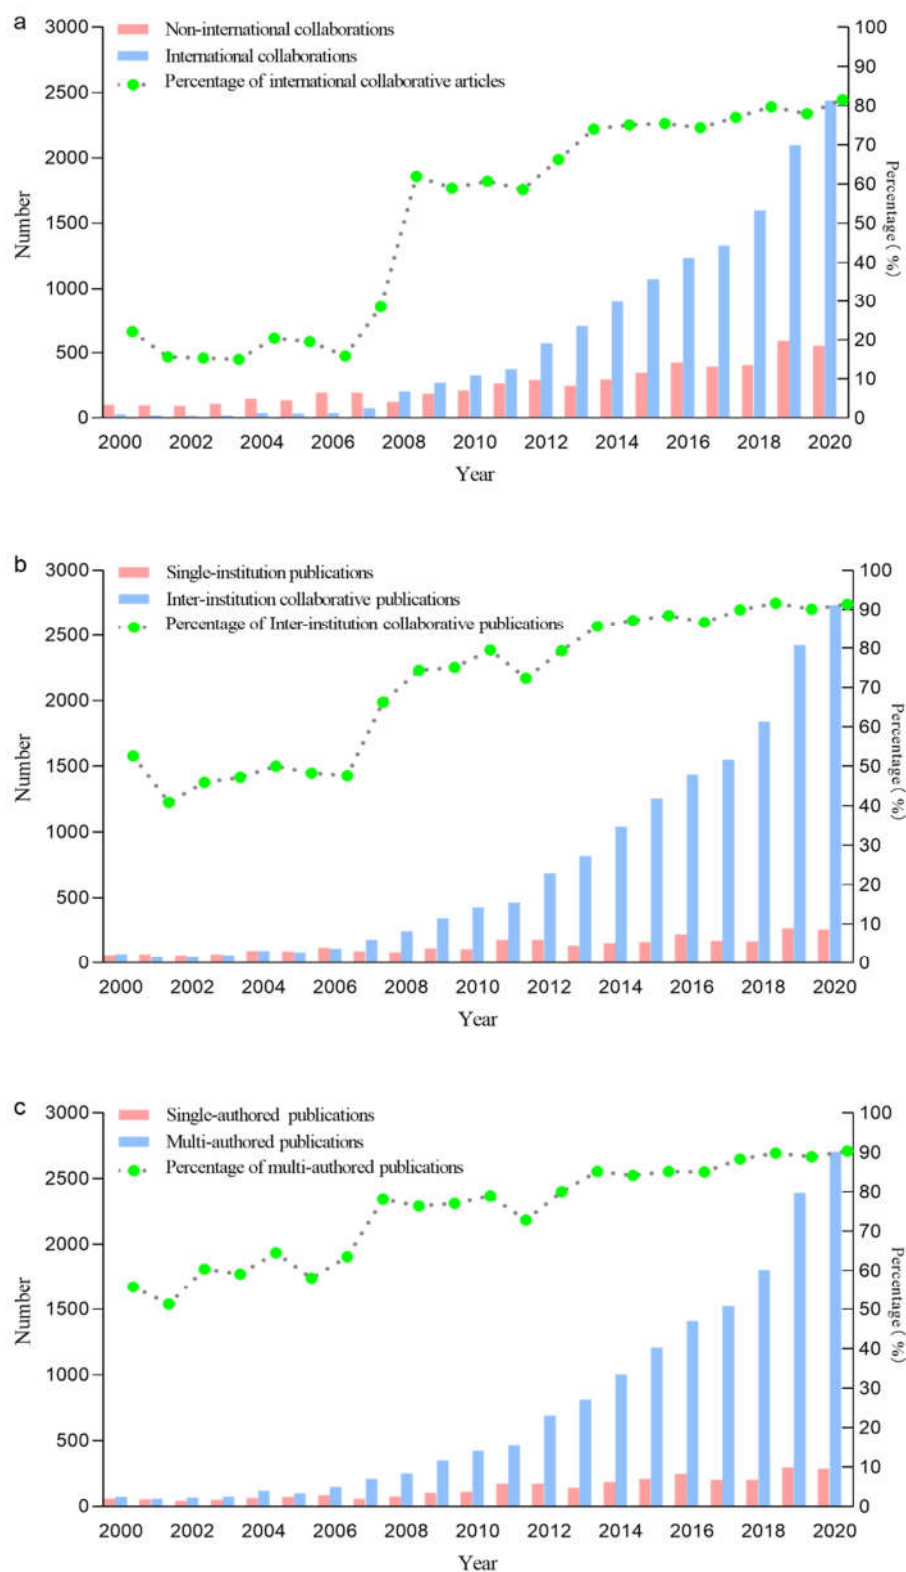 a
Non-international collaborations
International collaborations
Percentage of international collaborative articles
3000
2500
2000
1500
1000
500
0
Number
100
90
80
70
60
50
40
30
20
10
0
Percentage (%)
2000 2002 2004 2006 2008 2010 2012 2014 2016 2018 2020
Year
b
Single-institution publications
Inter-institution collaborative publications
Percentage of Inter-institution collaborative publications
3000
2500
2000
1500
1000
500
0
Number
100
90
80
70
60
50
40
30
20
10
0
Percentage (%)
2000 2002 2004 2006 2008 2010 2012 2014 2016 2018 2020
Year
c
Single-authored publications
Multi-authored publications
Percentage of multi-authored publications
3000
2500
2000
1500
1000
500
0
Number
100
90
80
70
60
50
40
30
20
10
0
Percentage (%)
2000 2002 2004 2006 2008 2010 2012 2014 2016 2018 2020
Year